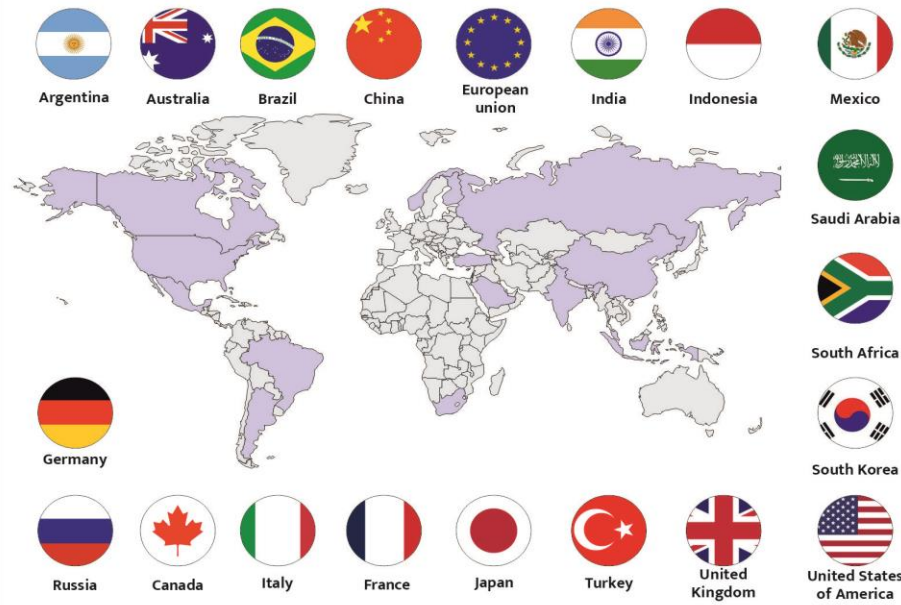 Argentina
Australia
Brazil
China
European
union
India
Indonesia
Mexico
Saudi Arabia
South Africa
Germany
South Korea
Russia
Canada
Italy
France
Japan
Turkey
United
Kingdom
United States
of America